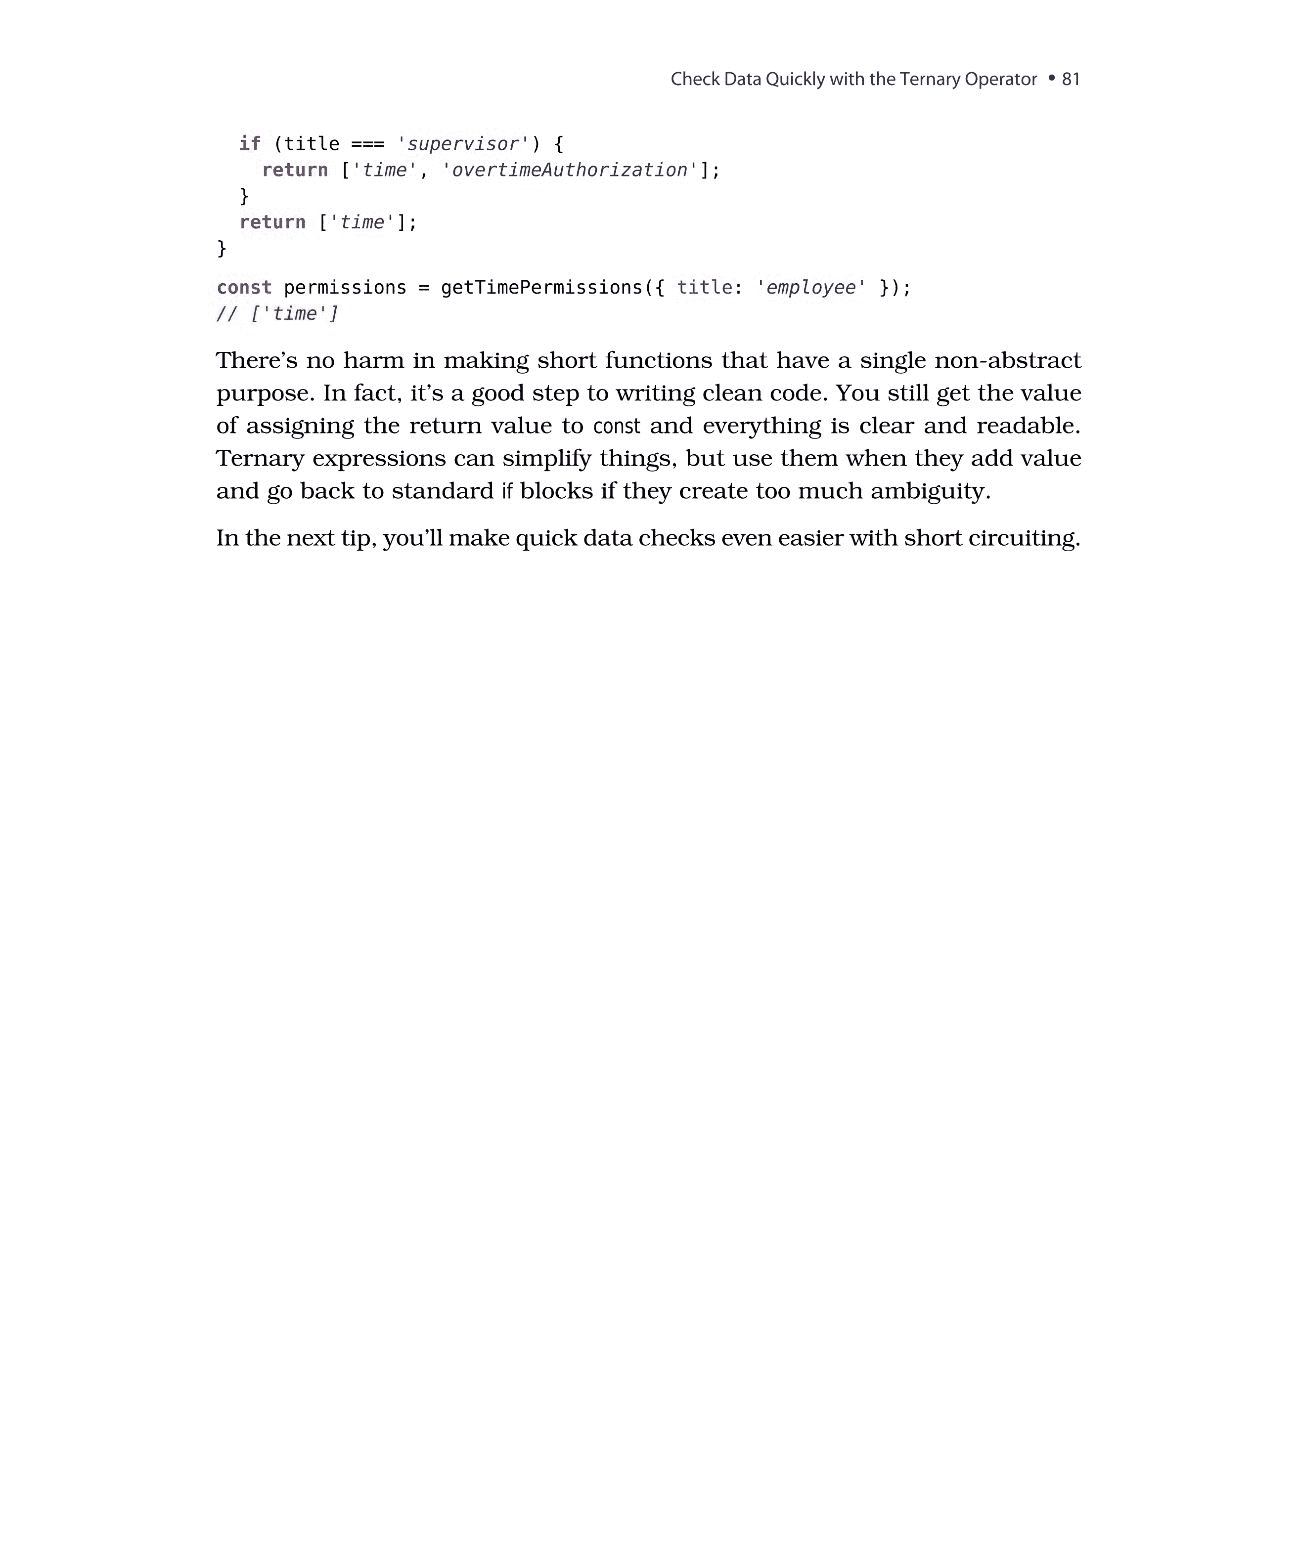 Check Data Quickly with the Ternary Operator • 81
if (title === 'supervisor') {
return ['time', 'overtimeAuthorization'];
}
return ['time'];
}
const permissions = getTimePermissions({ title: 'employee' });
// ['time']
There’s no harm in making short functions that have a single non-abstract
purpose. In fact, it’s a good step to writing clean code. You still get the value
of assigning the return value to const and everything is clear and readable.
Ternary expressions can simplify things, but use them when they add value
and go back to standard if blocks if they create too much ambiguity.
In the next tip, you’ll make quick data checks even easier with short circuiting.